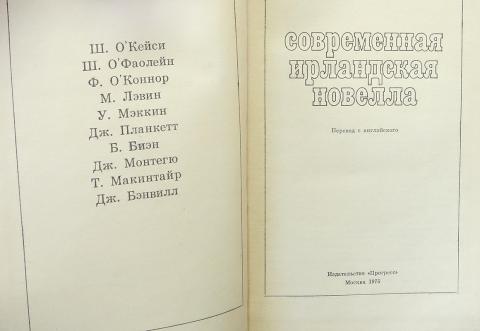 Ш. О'Кейси
Ш. О'Фаолейн
Ф. О'Коннор
М. Лэвин
У. Мэккин
Дж. Планкетт
Б. Биэн
Дж. Монтегю
Т. Макинтайр
Дж. Бэнвилл
современная
ирландская
новелла
Перевод с английского
Издательство «Прогресс»
Москва 1975